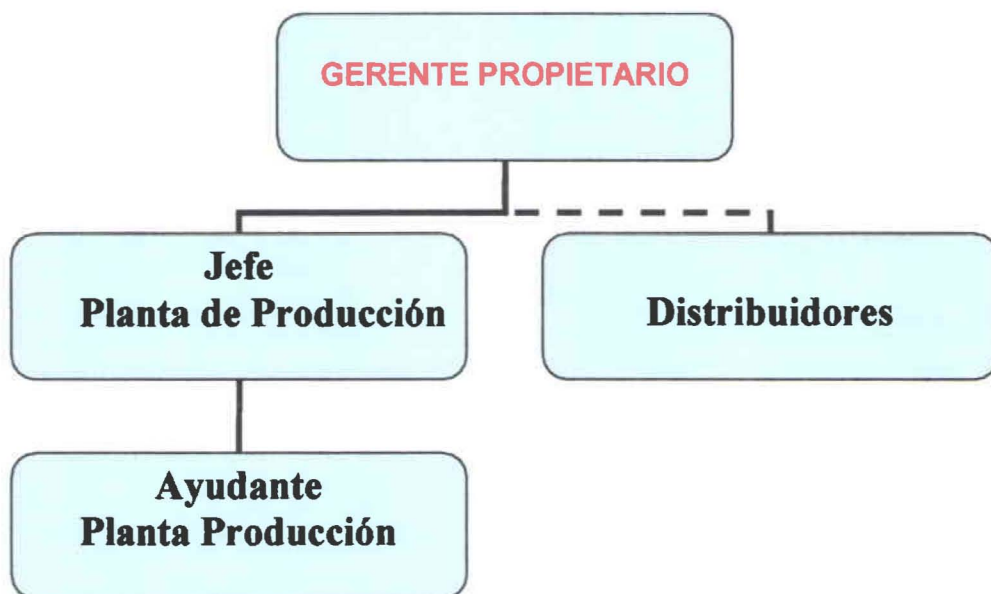 GERENTE PROPIETARIO
Jefe
Planta de Producción
Distribuidores
Ayudante
Planta Producción